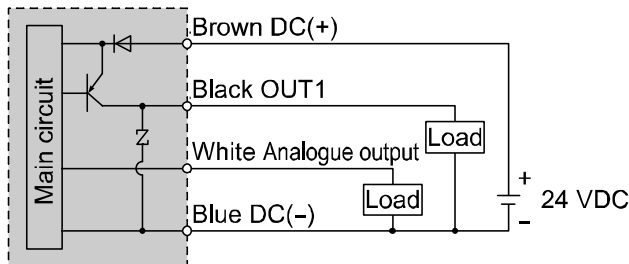 Brown DC(+)
Main circuit
Black OUT1
Load
White Analogue output
Load
+
24 VDC
–
Blue DC(–)